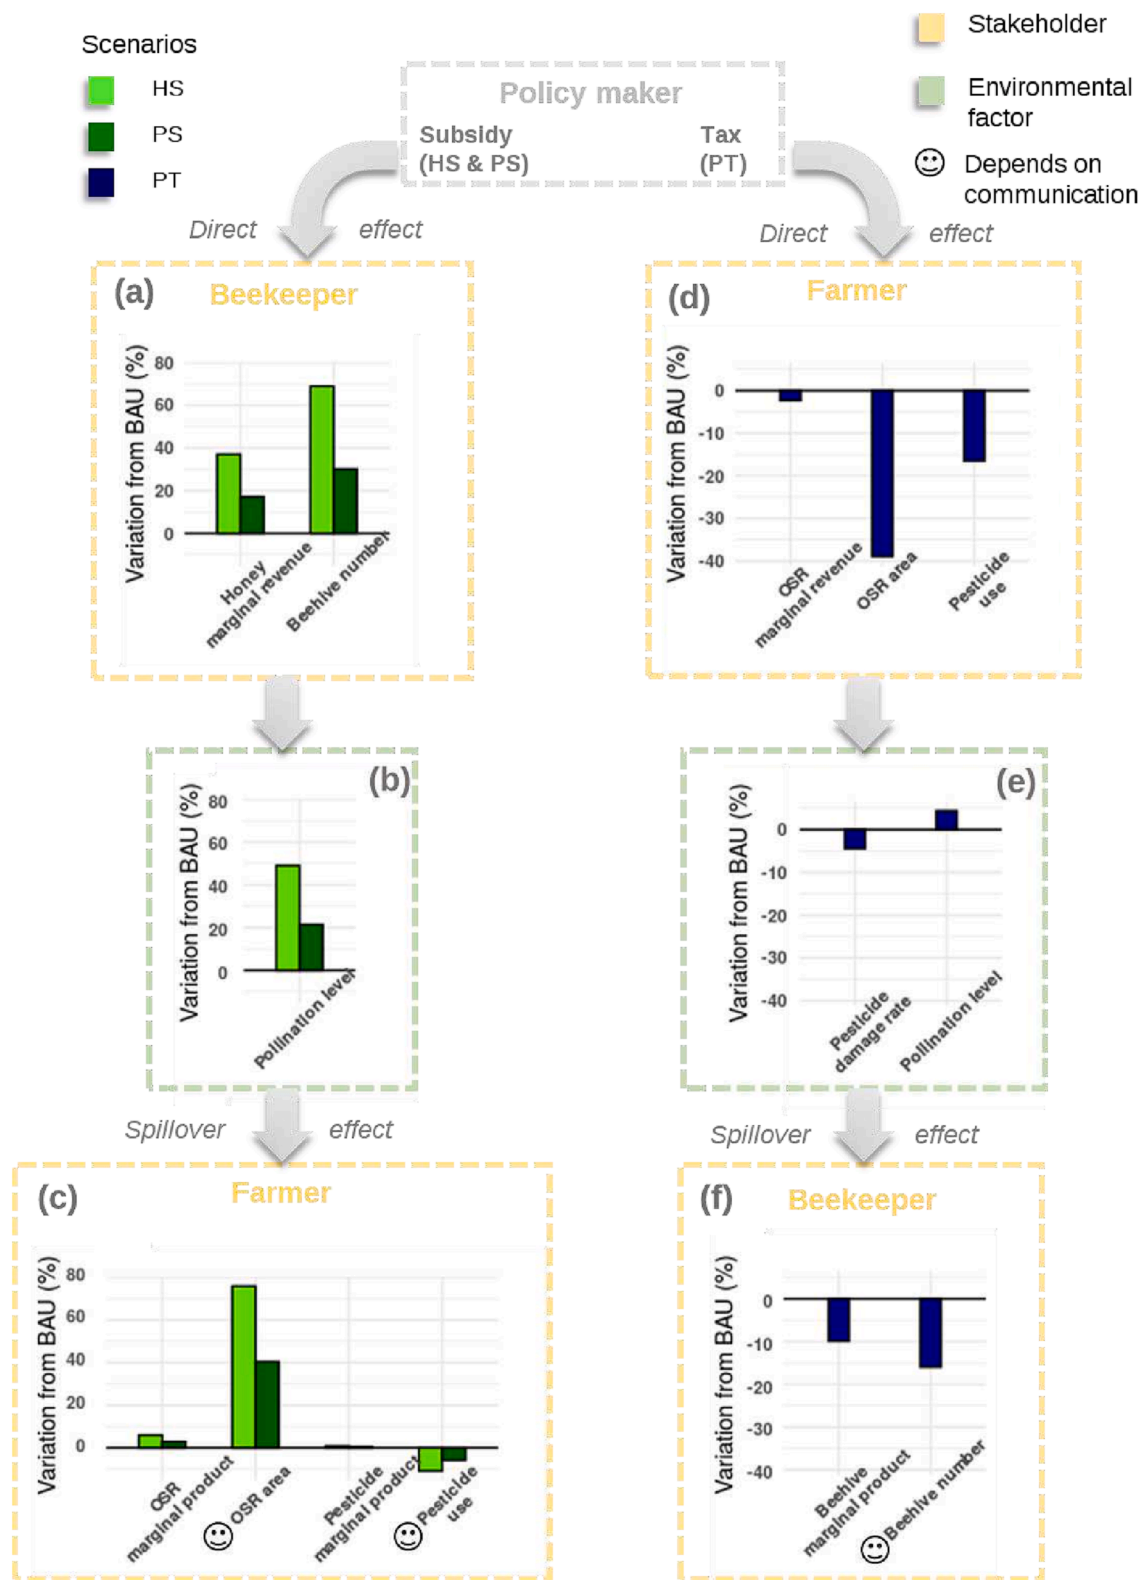 Scenarios
HS
PS
PT
Stakeholder
Environmental
factor
Depends on
communication
Policy maker
Subsidy
(HS & PS)
Tax
(PT)
Direct effect
Direct effect
(a)
Beekeeper
Variation from BAU (%)
80
60
40
20
0
Honey
marginal revenue
Beehive number
(d)
Farmer
Variation from BAU (%)
0
-10
-20
-30
-40
OSR
marginal revenue
OSR area
Pesticide
use
(b)
Variation from BAU (%)
80
60
40
20
0
Pollination level
(e)
Variation from BAU (%)
0
-10
-20
-30
-40
Pesticide
damage rate
Pollination level
Spillover effect
Spillover effect
(c)
Farmer
Variation from BAU (%)
80
60
40
20
0
OSR
marginal product
OSR area
Pesticide
marginal product
Pesticide
use
(f)
Beekeeper
Variation from BAU (%)
0
-10
-20
-30
-40
Beehive
marginal product
Beehive number